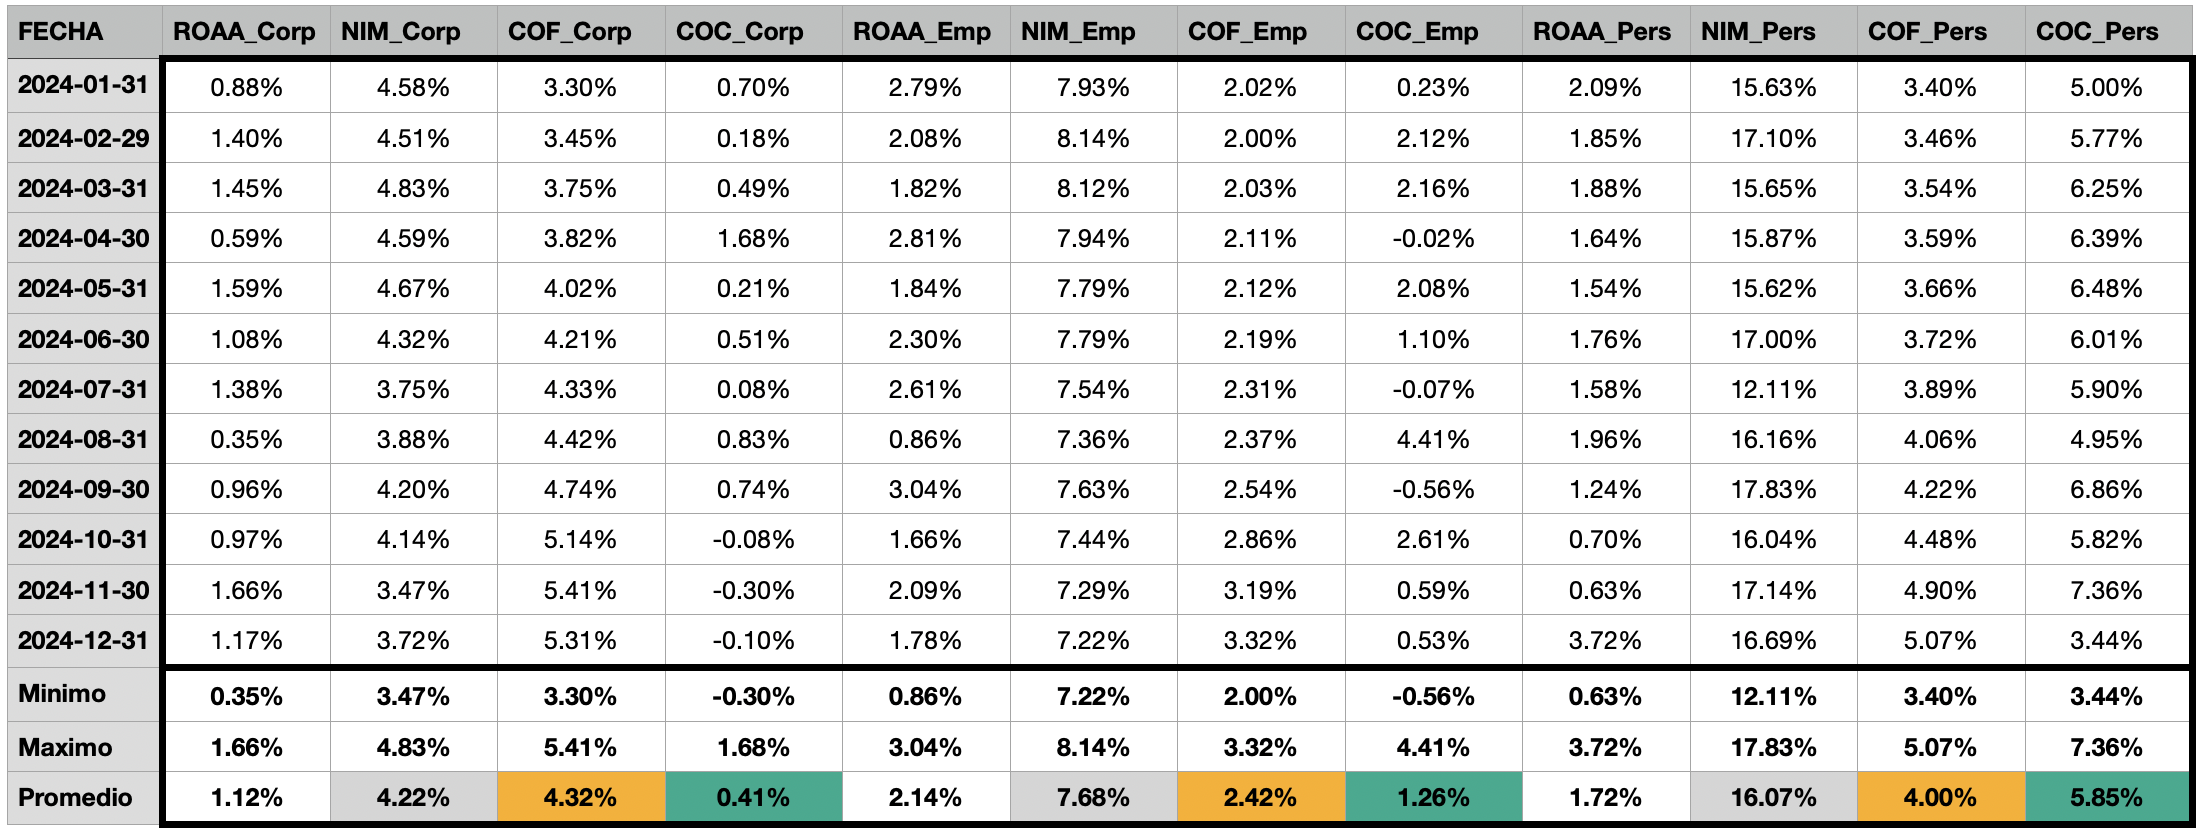 FECHA ROAA_Corp NIM_Corp COF_Corp COC_Corp ROAA_Emp NIM_Emp COF_Emp COC_Emp ROAA_Pers NIM_Pers COF_Pers COC_Pers
2024-01-31 0.88% 4.58% 3.30% 0.70% 2.79% 7.93% 2.02% 0.23% 2.09% 15.63% 3.40% 5.00%
2024-02-29 1.40% 4.51% 3.45% 0.18% 2.08% 8.14% 2.00% 2.12% 1.85% 17.10% 3.46% 5.77%
2024-03-31 1.45% 4.83% 3.75% 0.49% 1.82% 8.12% 2.03% 2.16% 1.88% 15.65% 3.54% 6.25%
2024-04-30 0.59% 4.59% 3.82% 1.68% 2.81% 7.94% 2.11% -0.02% 1.64% 15.87% 3.59% 6.39%
2024-05-31 1.59% 4.67% 4.02% 0.21% 1.84% 7.79% 2.12% 2.08% 1.54% 15.62% 3.66% 6.48%
2024-06-30 1.08% 4.32% 4.21% 0.51% 2.30% 7.79% 2.19% 1.10% 1.76% 17.00% 3.72% 6.01%
2024-07-31 1.38% 3.75% 4.33% 0.08% 2.61% 7.54% 2.31% -0.07% 1.58% 12.11% 3.89% 5.90%
2024-08-31 0.35% 3.88% 4.42% 0.83% 0.86% 7.36% 2.37% 4.41% 1.96% 16.16% 4.06% 4.95%
2024-09-30 0.96% 4.20% 4.74% 0.74% 3.04% 7.63% 2.54% -0.56% 1.24% 17.83% 4.22% 6.86%
2024-10-31 0.97% 4.14% 5.14% -0.08% 1.66% 7.44% 2.86% 2.61% 0.70% 16.04% 4.48% 5.82%
2024-11-30 1.66% 3.47% 5.41% -0.30% 2.09% 7.29% 3.19% 0.59% 0.63% 17.14% 4.90% 7.36%
2024-12-31 1.17% 3.72% 5.31% -0.10% 1.78% 7.22% 3.32% 0.53% 3.72% 16.69% 5.07% 3.44%
Minimo 0.35% 3.47% 3.30% -0.30% 0.86% 7.22% 2.00% -0.56% 0.63% 12.11% 3.40% 3.44%
Maximo 1.66% 4.83% 5.41% 1.68% 3.04% 8.14% 3.32% 4.41% 3.72% 17.83% 5.07% 7.36%
Promedio 1.12% 4.22% 4.32% 0.41% 2.14% 7.68% 2.42% 1.26% 1.72% 16.07% 4.00% 5.85%